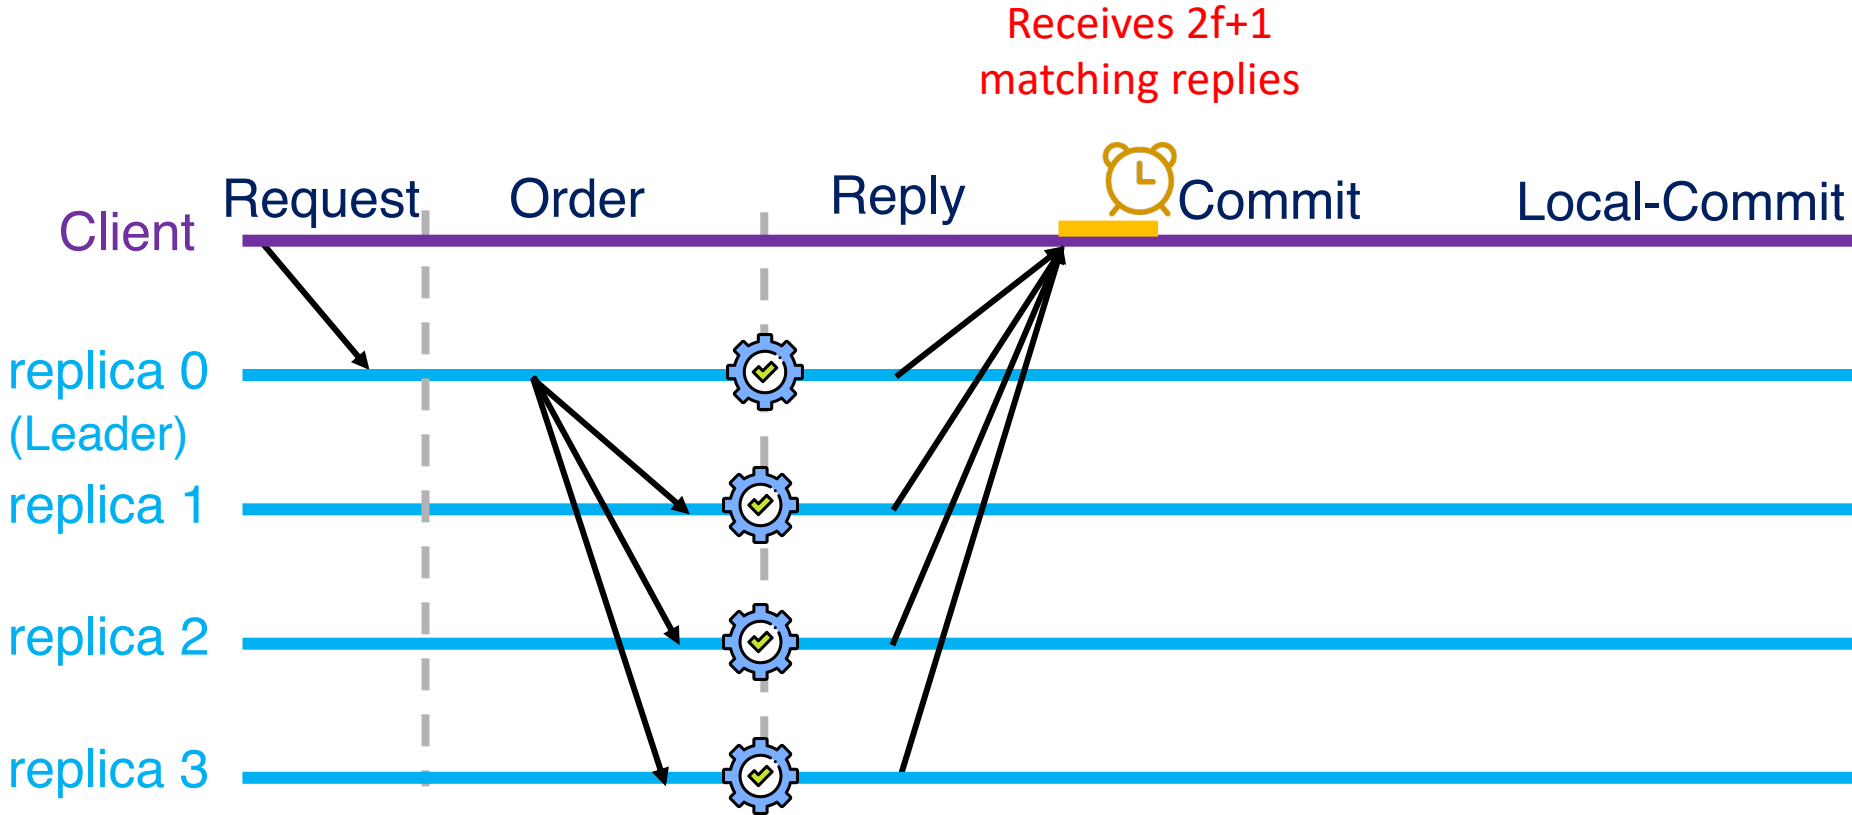 Receives 2f+1
matching replies
Request
Order
Reply
Commit
Local-Commit
Client
replica 0
(Leader)
replica 1
replica 2
replica 3